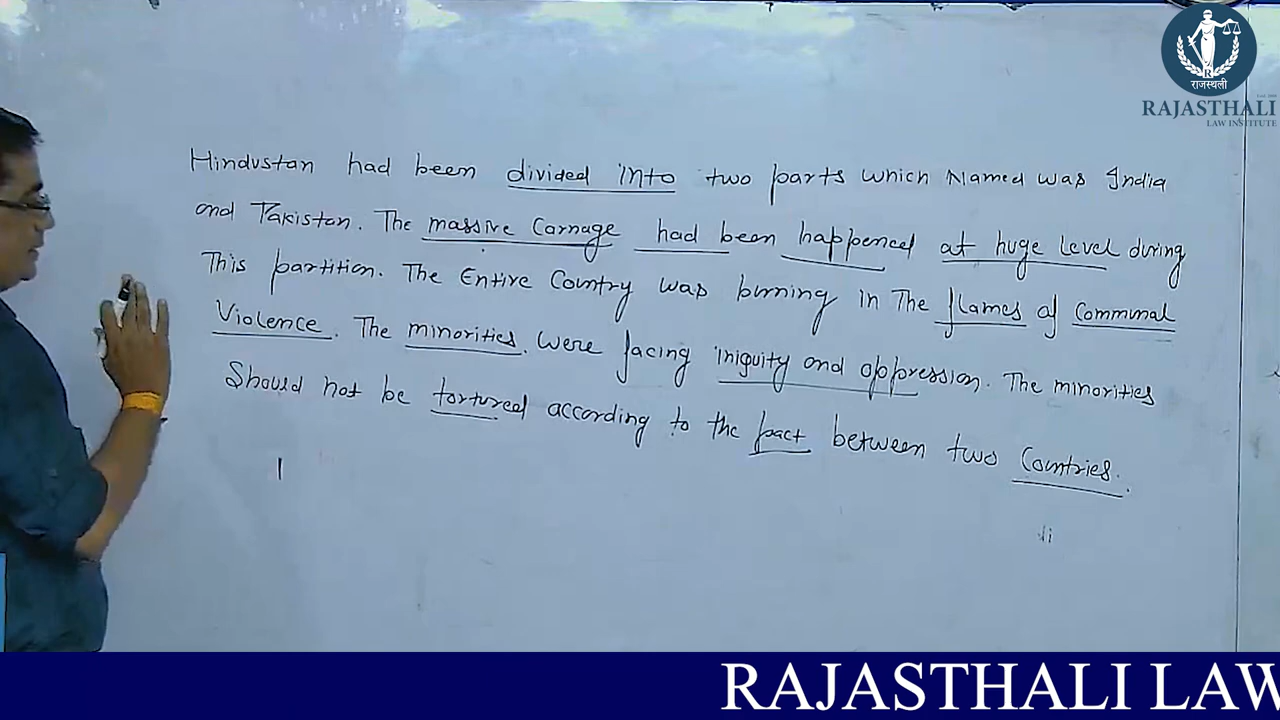 राजस्थली
RAJASTHALI
LAW INSTITUTE
Hindustan had been divided into two parts which Named was India
and Pakistan. The massive Carnage had been happened at huge level during
This partition. The Entire Country was burning in The flames of Communal
Violence. The minorities. were facing iniquity and oppression. The minorities
Should not be tortured according to the pact between two Countries.
RAJASTHALI LAW